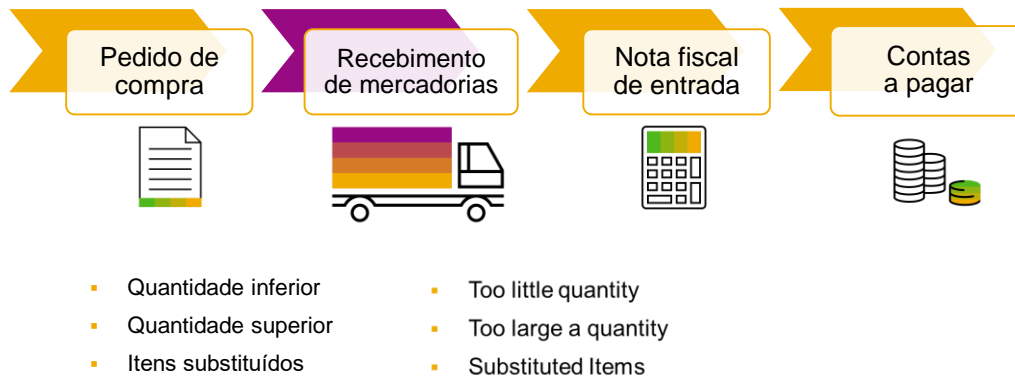 Pedido de
compra
Recebimento
de mercadorias
Nota fiscal
de entrada
Contas
a pagar
Quantidade inferior
Quantidade superior
Itens substituídos
Too little quantity
Too large a quantity
Substituted Items